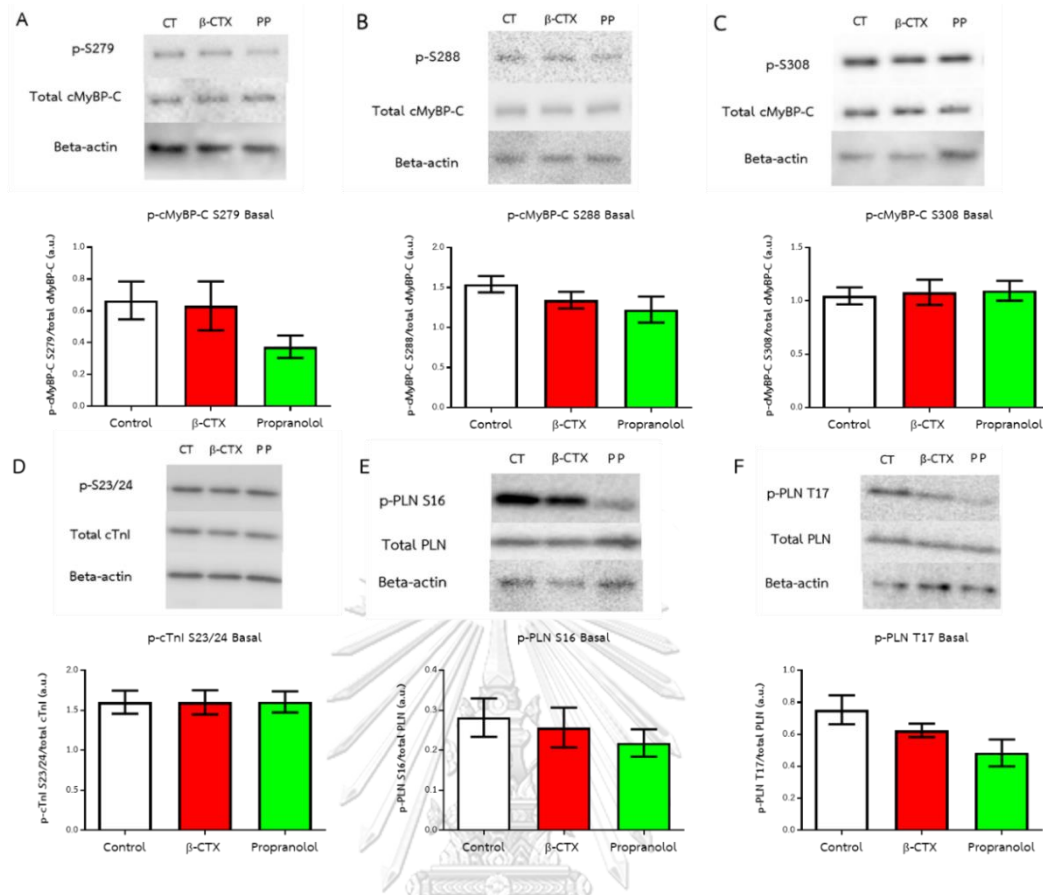 A
CT β-CTX PP
p-S279
Total cMyBP-C
Beta-actin
p-cMyBP-C S279 Basal
p-cMyBP-C S279/total cMyBP-C (a.u.)
1.0
0.8
0.6
0.4
0.2
0.0
Control β-CTX Propranolol
B
CT β-CTX PP
p-S288
Total cMyBP-C
Beta-actin
p-cMyBP-C S288 Basal
p-cMyBP-C S288/total cMyBP-C (a.u.)
2.0
1.5
1.0
0.5
0.0
Control β-CTX Propranolol
C
CT β-CTX PP
p-S308
Total cMyBP-C
Beta-actin
p-cMyBP-C S308 Basal
p-cMyBP-C S308/total cMyBP-C (a.u.)
1.5
1.0
0.5
0.0
Control β-CTX Propranolol
D
CT β-CTX PP
p-S23/24
Total cTnI
Beta-actin
p-cTnI S23/24 Basal
p-cTnI S23/24/total cTnI (a.u.)
2.0
1.5
1.0
0.5
0.0
Control β-CTX Propranolol
E
CT β-CTX PP
p-PLN S16
Total PLN
Beta-actin
p-PLN S16 Basal
p-PLN S16/total PLN (a.u.)
0.4
0.3
0.2
0.1
0.0
Control β-CTX Propranolol
F
CT β-CTX PP
p-PLN T17
Total PLN
Beta-actin
p-PLN T17 Basal
p-PLN T17/total PLN (a.u.)
1.0
0.8
0.6
0.4
0.2
0.0
Control β-CTX Propranolol